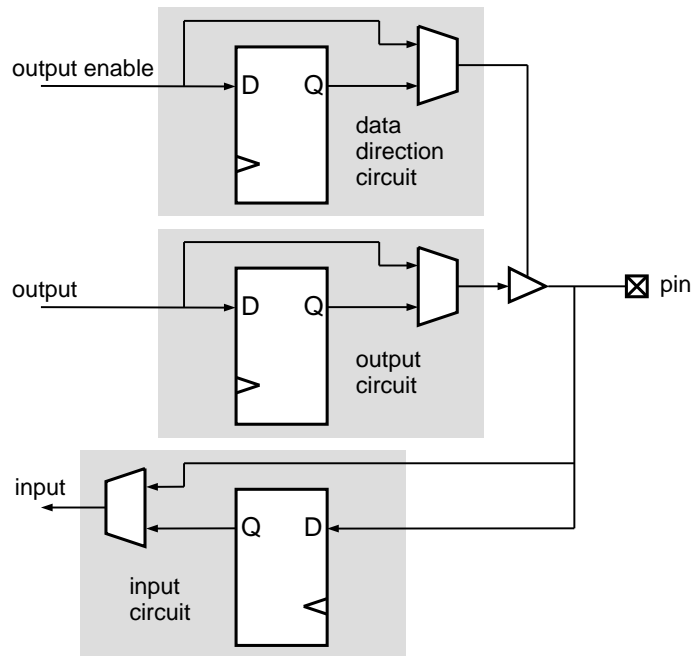 output enable
D
Q
data
direction
circuit
output
D
Q
pin
output
circuit
input
Q
D
input
circuit